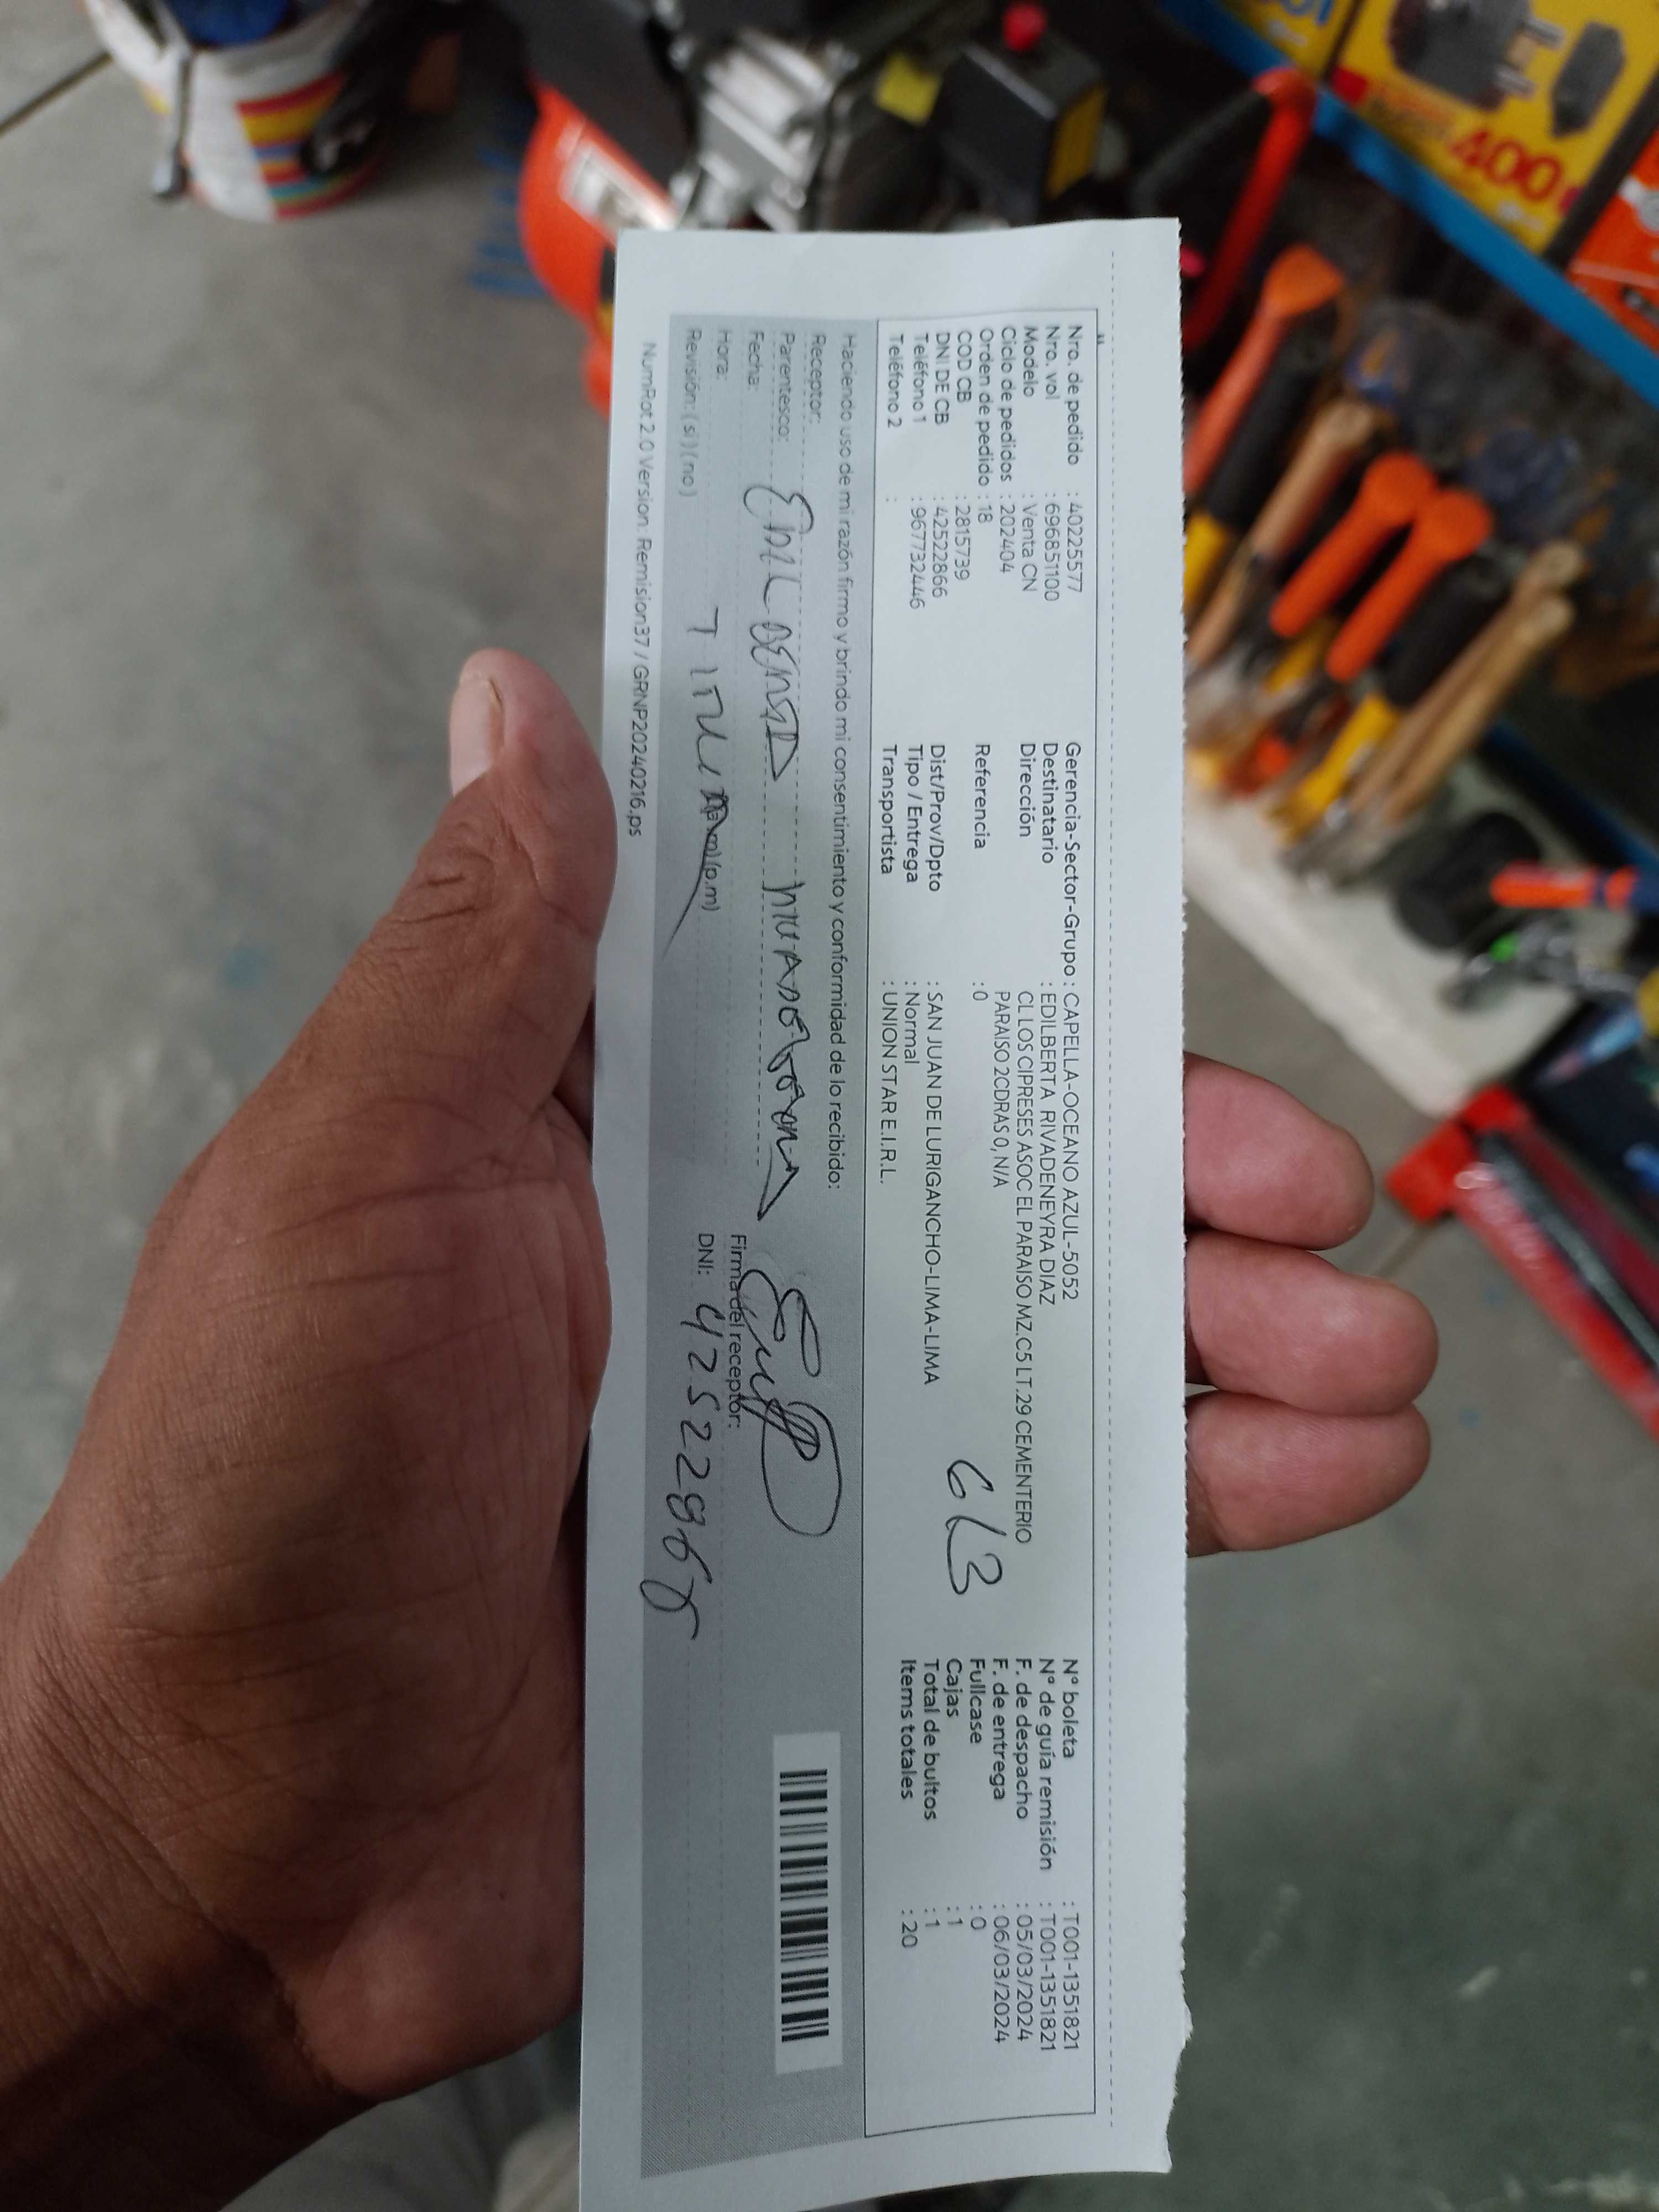 Nro. de pedido : 40225577
Nro. vol : 696851100
Modelo : Venta CN
Ciclo de pedidos : 202404
Orden de pedido : 18
COD CB : 2815739
DNI DE CB : 42522866
Teléfono 1 : 967732446
Teléfono 2 :
Gerencia-Sector-Grupo : CAPELLA-OCEANO AZUL-5052
Destinatario : EDILBERTA RIVADENEYRA DIAZ
Dirección CL LOS CIPRESES ASOC EL PARAISO MZ.C5 LT.29 CEMENTERIO
PARAISO 2CDRAS 0, N/A
Referencia : 0
Dist/Prov/Dpto : SAN JUAN DE LURIGANCHO-LIMA-LIMA
Tipo / Entrega : Normal
Transportista : UNION STAR E.I.R.L.
613
N° boleta : T001-1351821
N° de guía remisión : T001-1351821
F. de despacho : 05/03/2024
F. de entrega : 06/03/2024
Fullcase : 0
Cajas : 1
Total de bultos : 1
Items totales : 20
Haciendo uso de mi razón firmo y brindo mi consentimiento y conformidad de lo recibido:
Receptor:
Parentesco:
Fecha:
Hora: (a.m)(p.m)
Revisión: ( si ) ( no )
Firma del receptor:
DNI: 42522866
NumRot 2.0 Version: Remision37 / GRNP20240216.ps
400